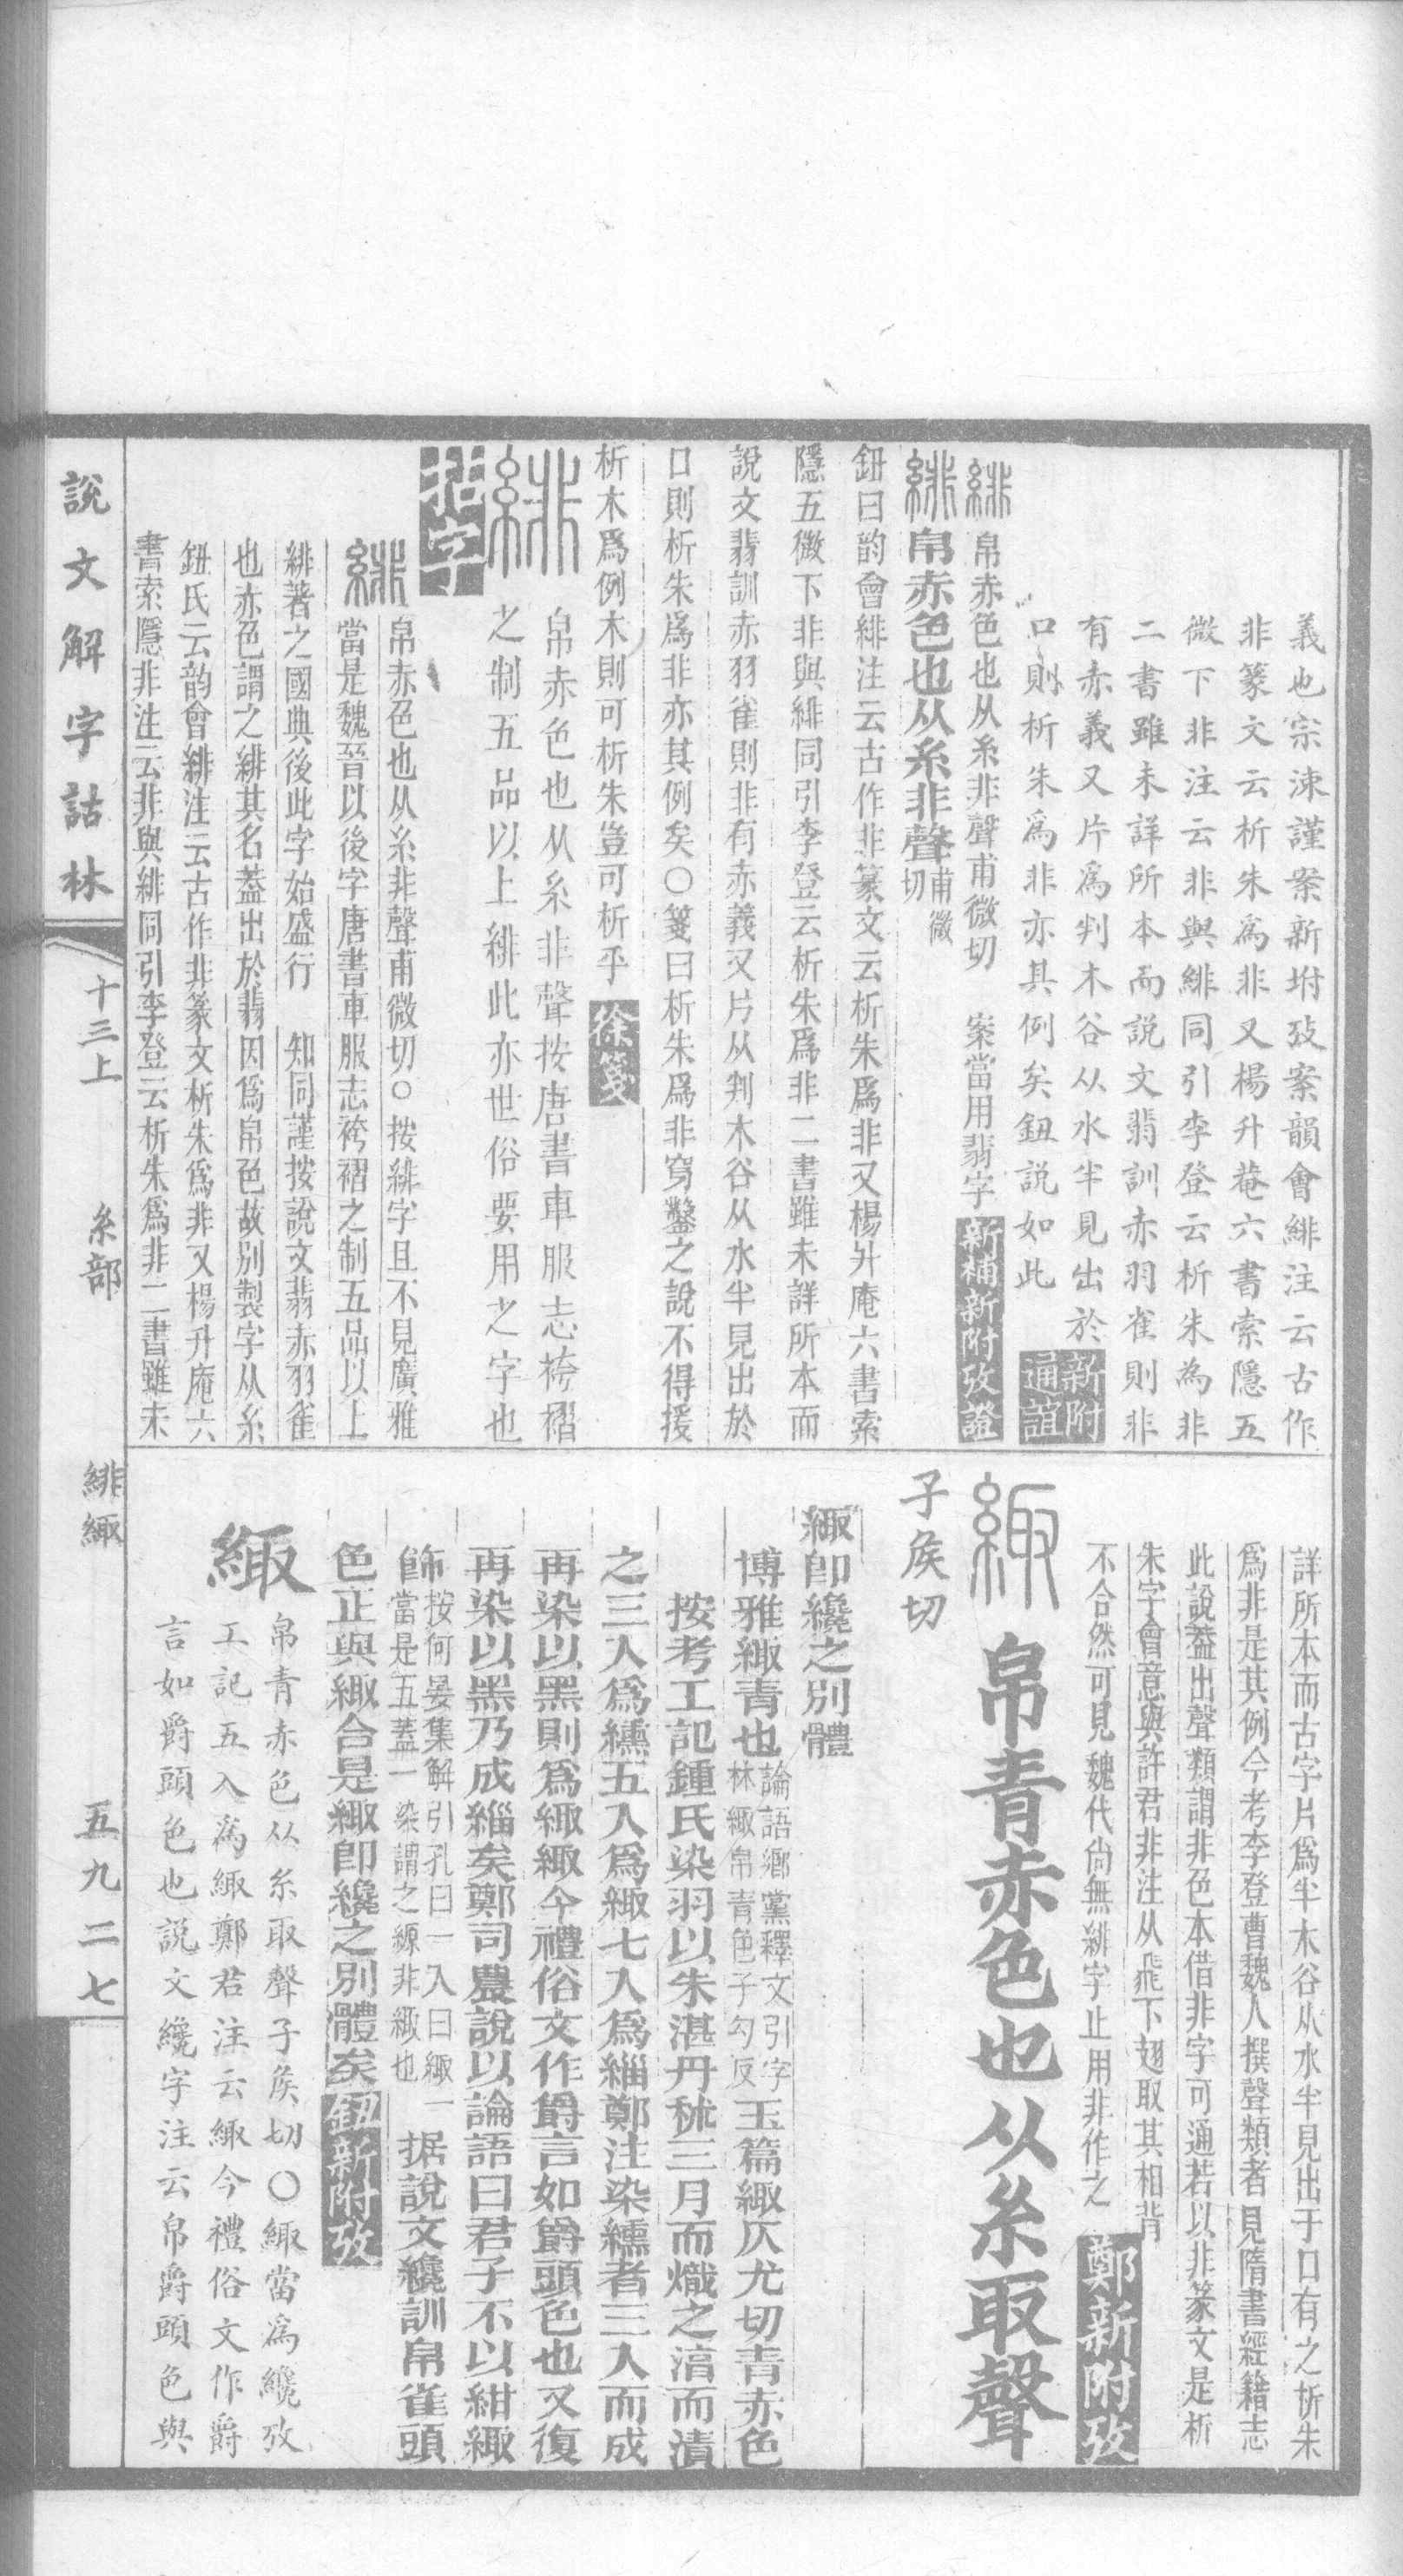 義也宗涑謹案新坿攷案韻會緋注云古作
非篆文云析朱爲非又楊升菴六書索隱五
微下非注云非與緋同引李登云析朱為非
二書雖未詳所本而說文翡訓赤羽雀則非
有赤義又片爲判木谷从水半見出於
口則析朱爲非亦其例矣鈕説如此
新附通誼
緋 帛赤色也从糸非聲甫微切 案當用翡字 新補新附攷證
緋 帛赤色也从糸非聲甫微切
鈕曰韵會緋注云古作非篆文云析朱爲非又楊升庵六書索
隱五微下非與緋同引李登云析朱爲非二書雖未詳所本而
說文翡訓赤羽雀則非有赤義又片从判木谷从水半見出於
口則析朱爲非亦其例矣○箋曰析朱爲非穿鑿之說不得援
析木爲例木則可析朱豈可析乎 徐箋
緋 帛赤色也从糸非聲按唐書車服志袴褶
之制五品以上緋此亦世俗要用之字也
緋 帛赤色也从糸非聲甫微切○按緋字且不見廣雅
當是魏晉以後字唐書車服志袴褶之制五品以上
緋著之國典後此字始盛行 知同謹按說文翡赤羽雀
也赤色謂之緋其名蓋出於翡因爲帛色故別製字从糸
鈕氏云韵會緋注云古作非篆文析朱爲非又楊升庵六
書索隱非注云非與緋同引李登云析朱爲非二書雖未
詳所本而古字片爲半木谷从水半見出于口有之析朱
爲非是其例今考李登曹魏人撰聲類者見隋書經籍志
此說葢出聲類謂非色本借非字可通若以非篆文是析
朱字會意與許君非注从飛下翅取其相背
不合然可見魏代尙無緋字止用非作之 鄭新附攷
緅 帛青赤色也从糸取聲
子矦切
緅卽纔之別體
博雅緅青也論語鄉黨釋文引字林緅帛青色子勾反玉篇緅仄尤切青赤色
按考工記鍾氏染羽以朱湛丹秫三月而熾之淯而漬
之三入爲纁五入爲緅七入爲緇鄭注染纁者三入而成
再染以黑則爲緅緅今禮俗文作爵言如爵頭色也又復
再染以黑乃成緇矣鄭司農說以論語曰君子不以紺緅
飾按何晏集解引孔曰一入曰緅一當是五蓋一染謂之縓非緅也据說文纔訓帛雀頭
色正與緅合是緅卽纔之別體矣 鈕新附攷
緅 帛青赤色从糸取聲子矦切○緅當爲纔攷
工記五入爲緅鄭君注云緅今禮俗文作爵
言如爵頭色也説文纔字注云帛爵頭色與
說文解字詁林 十三上 糸部 緋緅 五九二七